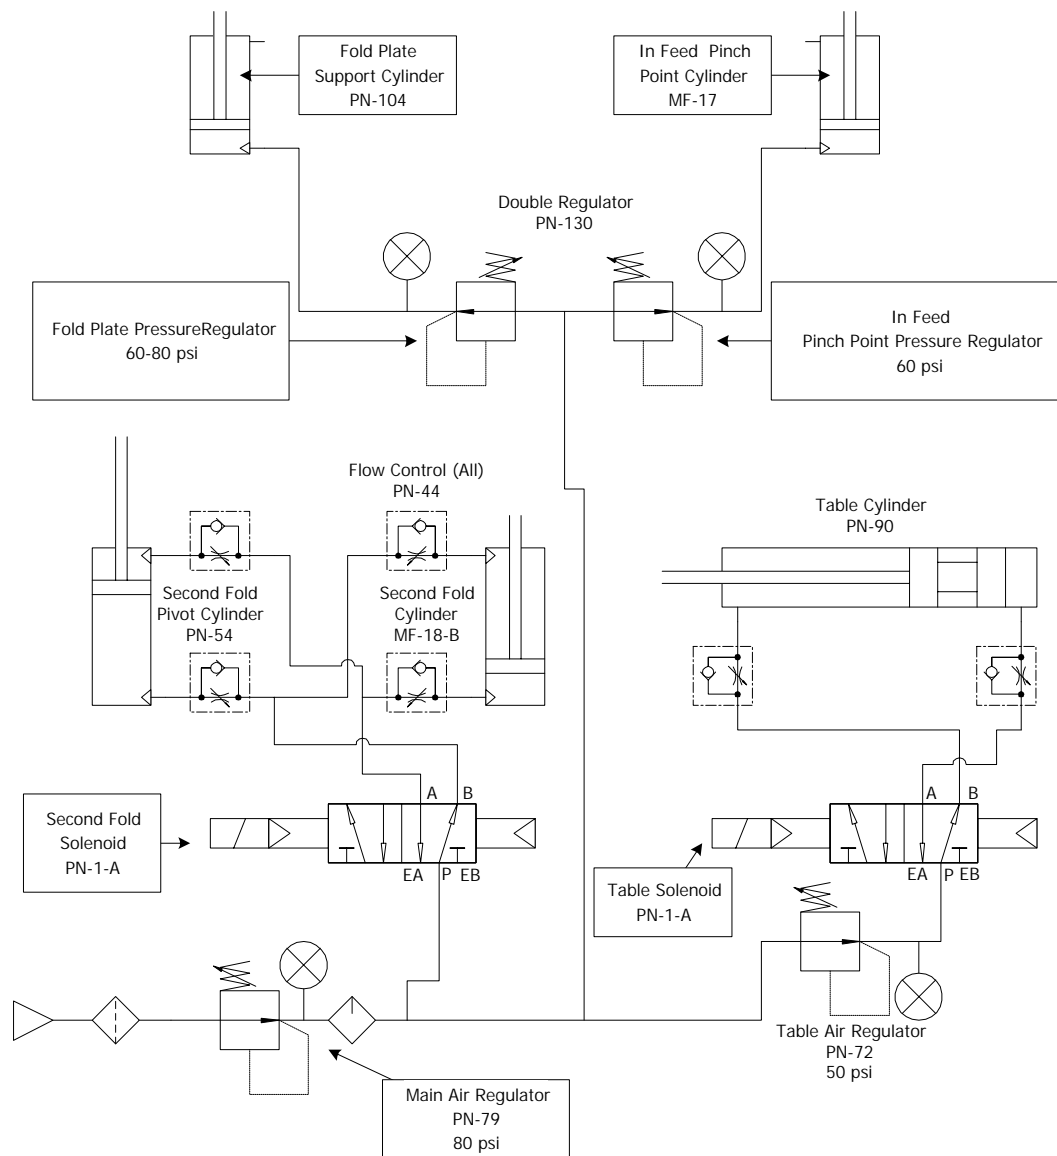 Fold Plate
Support Cylinder
PN-104
In Feed Pinch
Point Cylinder
MF-17
Double Regulator
PN-130
Fold Plate PressureRegulator
60-80 psi
In Feed
Pinch Point Pressure Regulator
60 psi
Flow Control (All)
PN-44
Table Cylinder
PN-90
Second Fold
Pivot Cylinder
PN-54
Second Fold
Cylinder
MF-18-B
A
B
A
B
Second Fold
Solenoid
PN-1-A
EA
P
EB
EA
P
EB
Table Solenoid
PN-1-A
Table Air Regulator
PN-72
50 psi
Main Air Regulator
PN-79
80 psi